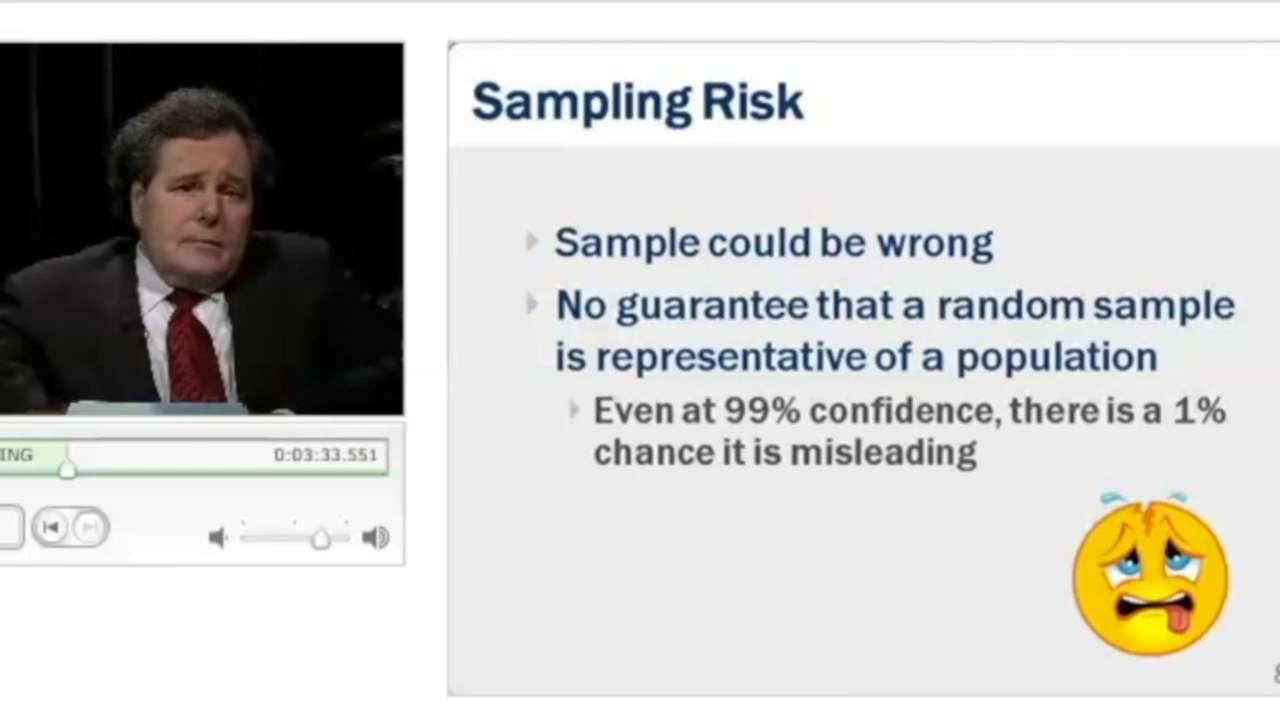 Sampling Risk
Sample could be wrong
No guarantee that a random sample
is representative of a population
Even at 99% confidence, there is a 1%
chance it is misleading
ING
0:03:33.551